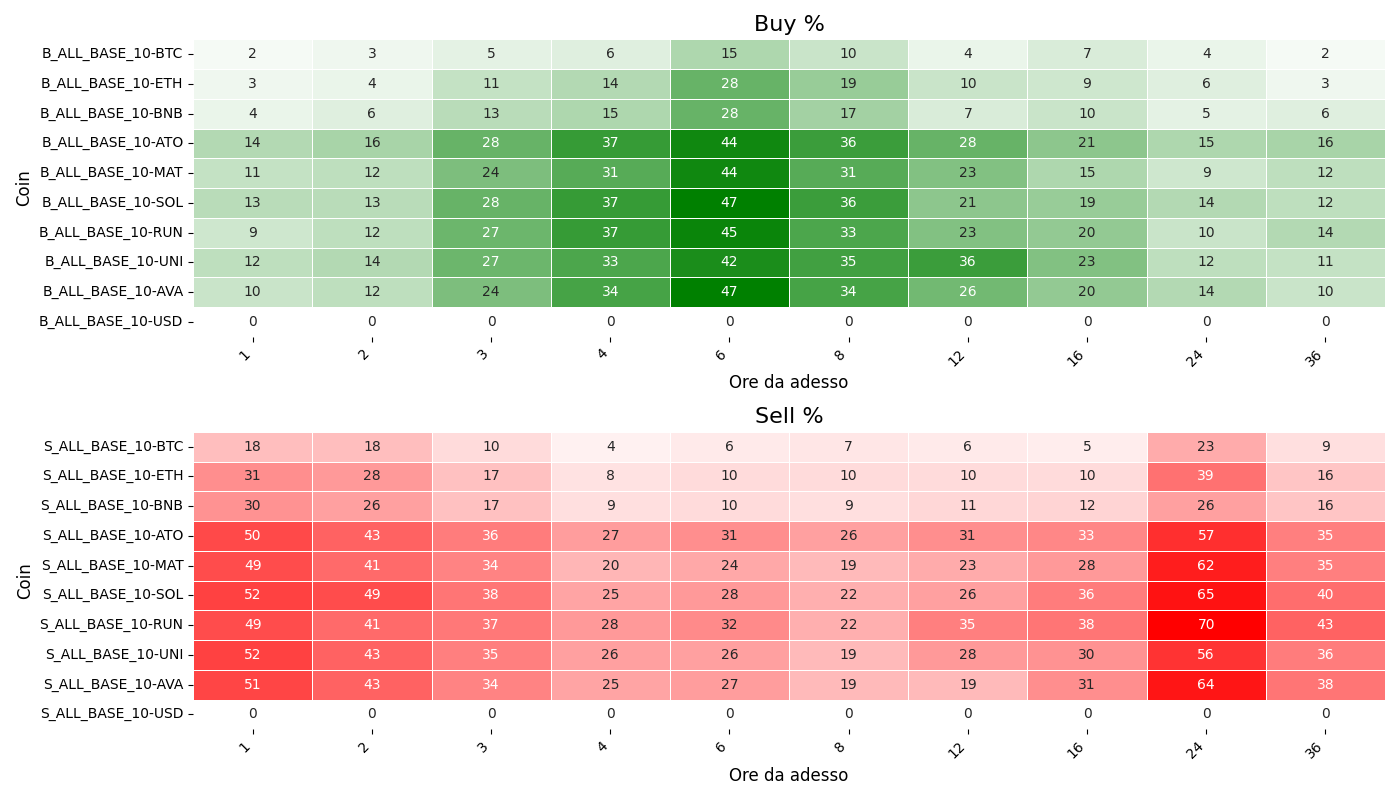 Buy %
Coin
B_ALL_BASE_10-BTC 2 3 5 6 15 10 4 7 4 2
B_ALL_BASE_10-ETH 3 4 11 14 28 19 10 9 6 3
B_ALL_BASE_10-BNB 4 6 13 15 28 17 7 10 5 6
B_ALL_BASE_10-ATO 14 16 28 37 44 36 28 21 15 16
B_ALL_BASE_10-MAT 11 12 24 31 44 31 23 15 9 12
B_ALL_BASE_10-SOL 13 13 28 37 47 36 21 19 14 12
B_ALL_BASE_10-RUN 9 12 27 37 45 33 23 20 10 14
B_ALL_BASE_10-UNI 12 14 27 33 42 35 36 23 12 11
B_ALL_BASE_10-AVA 10 12 24 34 47 34 26 20 14 10
B_ALL_BASE_10-USD 0 0 0 0 0 0 0 0 0 0
1 2 3 4 6 8 12 16 24 36
Ore da adesso
Sell %
Coin
S_ALL_BASE_10-BTC 18 18 10 4 6 7 6 5 23 9
S_ALL_BASE_10-ETH 31 28 17 8 10 10 10 10 39 16
S_ALL_BASE_10-BNB 30 26 17 9 10 9 11 12 26 16
S_ALL_BASE_10-ATO 50 43 36 27 31 26 31 33 57 35
S_ALL_BASE_10-MAT 49 41 34 20 24 19 23 28 62 35
S_ALL_BASE_10-SOL 52 49 38 25 28 22 26 36 65 40
S_ALL_BASE_10-RUN 49 41 37 28 32 22 35 38 70 43
S_ALL_BASE_10-UNI 52 43 35 26 26 19 28 30 56 36
S_ALL_BASE_10-AVA 51 43 34 25 27 19 19 31 64 38
S_ALL_BASE_10-USD 0 0 0 0 0 0 0 0 0 0
1 2 3 4 6 8 12 16 24 36
Ore da adesso